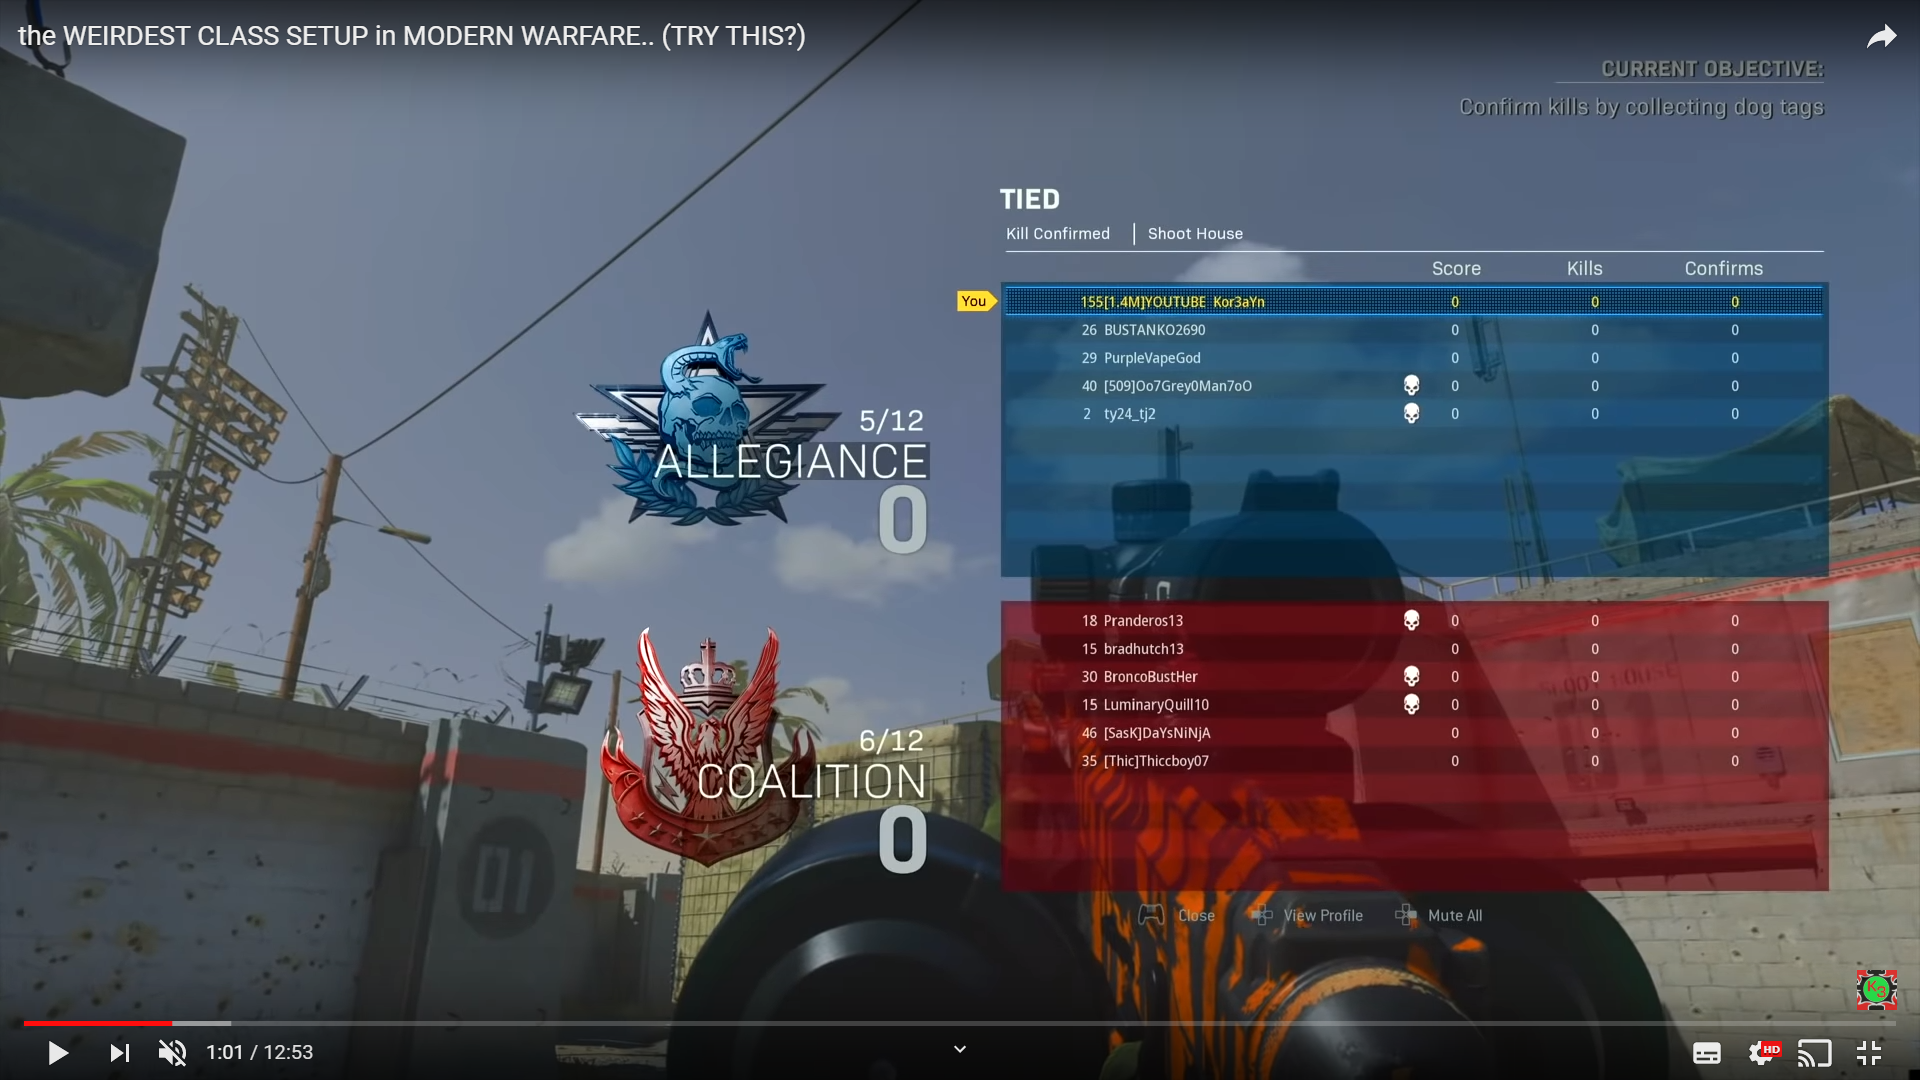 the WEIRDEST CLASS SETUP in MODERN WARFARE.. (TRY THIS?)
CURRENT OBJECTIVE:
Confirm kills by collecting dog tags
TIED
Kill Confirmed | Shoot House
Score Kills Confirms
You 155[1.4M]YOUTUBE Kor3aYn 0 0 0
26 BUSTANKO2690 0 0 0
29 PurpleVapeGod 0 0 0
40 [509]Oo7Grey0Man7oO 0 0 0
2 ty24_tj2 0 0 0
5/12
ALLEGIANCE
0
18 Pranderos13 0 0 0
15 bradhutch13 0 0 0
30 BroncoBustHer 0 0 0
15 LuminaryQuill10 0 0 0
46 [SasK]DaYsNiNjA 0 0 0
35 [Thic]Thiccboy07 0 0 0
6/12
COALITION
0
01
Close View Profile Mute All
K3
1:01 / 12:53
HD